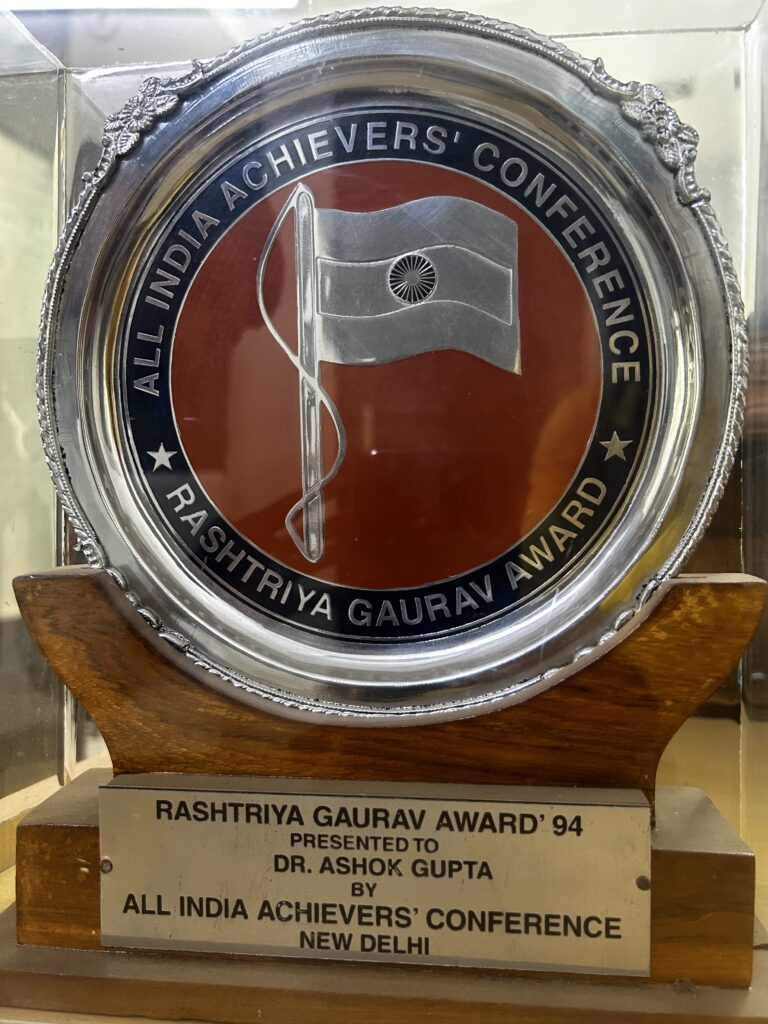 ALL INDIA ACHIEVERS' CONFERENCE
RASHTRIYA GAURAV AWARD
RASHTRIYA GAURAV AWARD' 94
PRESENTED TO
DR. ASHOK GUPTA
BY
ALL INDIA ACHIEVERS' CONFERENCE
NEW DELHI